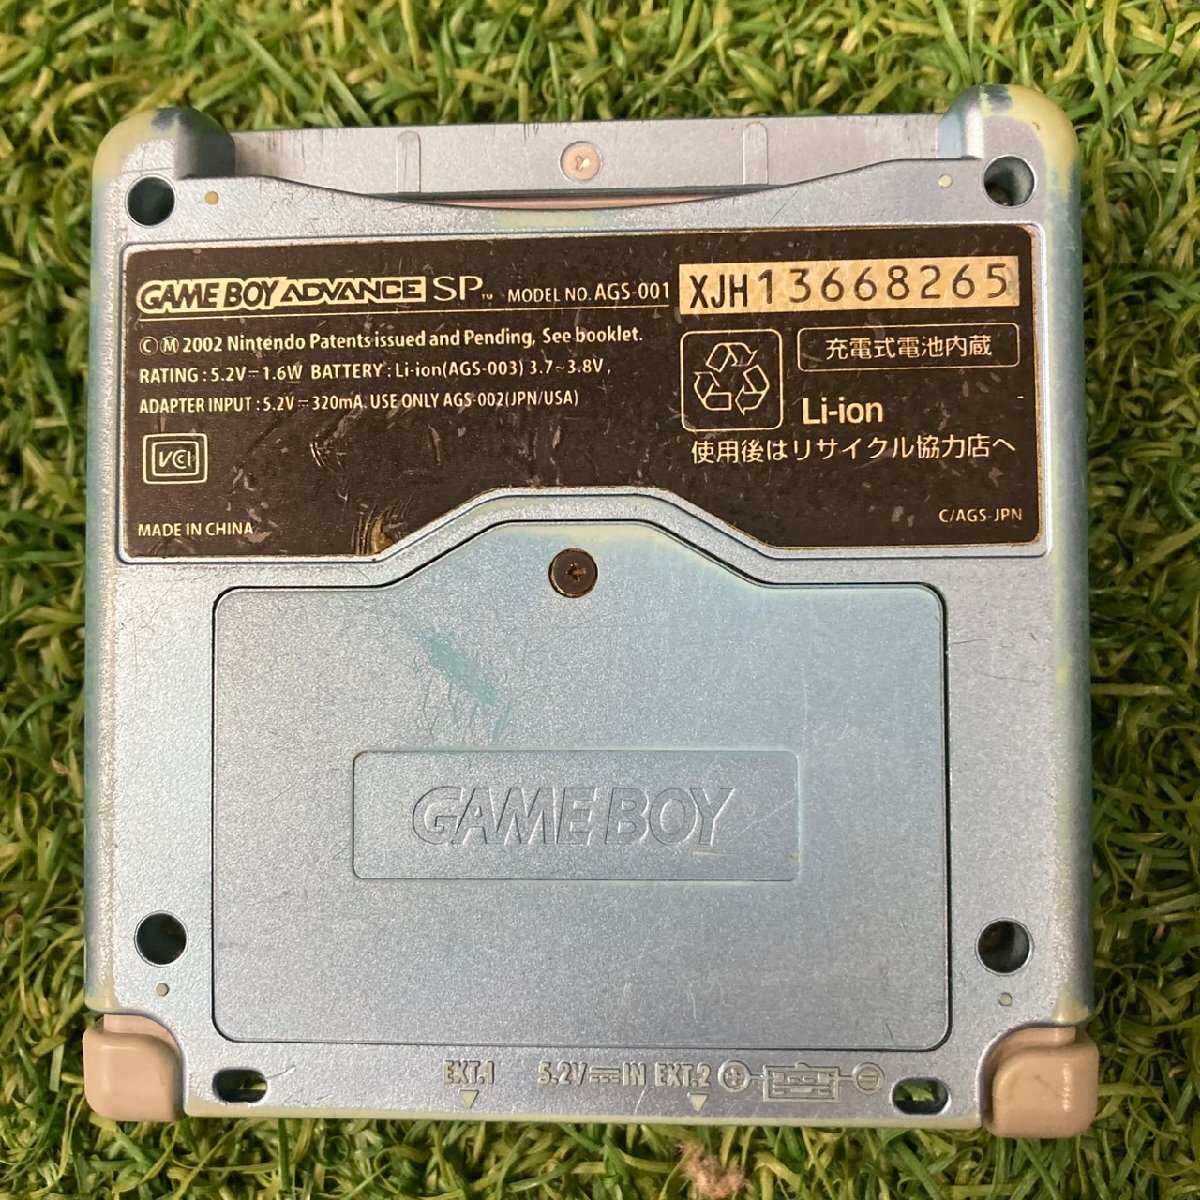 GAME BOY ADVANCE SP™ MODEL NO. AGS-001
XJH13668265
Ⓒ Ⓜ 2002 Nintendo Patents issued and Pending, See booklet.
RATING : 5.2V⎓1.6W BATTERY : Li-ion(AGS-003) 3.7~3.8V,
ADAPTER INPUT : 5.2V⎓320mA. USE ONLY AGS-002(JPN/USA)
VCI
MADE IN CHINA
充電式電池内蔵
Li-ion
使用後はリサイクル協力店へ
C/AGS-JPN
GAME BOY
EXT.1 5.2V⎓IN EXT.2